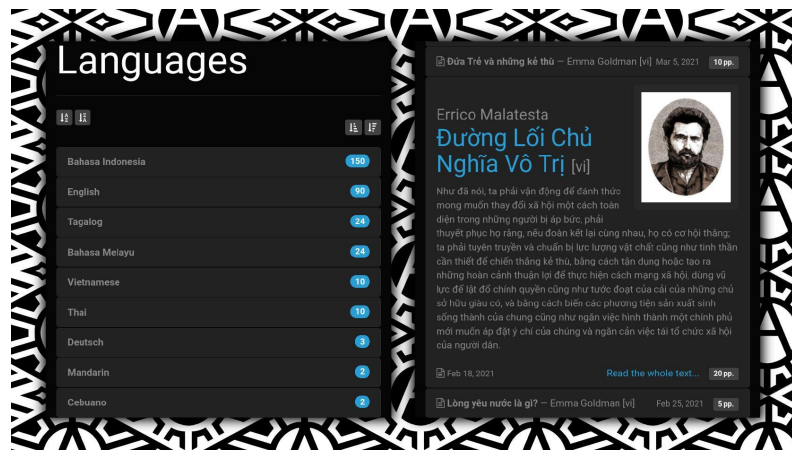 Languages
Bahasa Indonesia 150
English 90
Tagalog 24
Bahasa Melayu 24
Vietnamese 10
Thai 10
Deutsch 3
Mandarin 2
Cebuano 2
Đứa Trẻ và những kẻ thù — Emma Goldman [vi] Mar 5, 2021 10 pp.
Errico Malatesta
Đường Lối Chủ
Nghĩa Vô Trị [vi]
Như đã nói, ta phải vận động để đánh thức
mong muốn thay đổi xã hội một cách toàn
diện trong những người bị áp bức, phải
thuyết phục họ rằng, nếu đoàn kết lại cùng nhau, họ có cơ hội thắng;
ta phải tuyên truyền và chuẩn bị lực lượng vật chất cũng như tinh thần
cần thiết để chiến thắng kẻ thù, bằng cách tân dụng hoặc tạo ra
những hoàn cảnh thuận lợi để thực hiện cách mạng xã hội, dùng vũ
lực để lật đổ chính quyền cũng như tước đoạt của cải của những chủ
sở hữu giàu có, và bằng cách biến các phương tiện sản xuất sinh
sống thành của chung cũng như ngăn việc hình thành một chính phủ
mới muốn áp đặt ý chí của chúng và ngăn cản việc tái tổ chức xã hội
của người dân.
Feb 18, 2021 Read the whole text... 20 pp.
Lòng yêu nước là gì? — Emma Goldman [vi] Feb 25, 2021 5 pp.